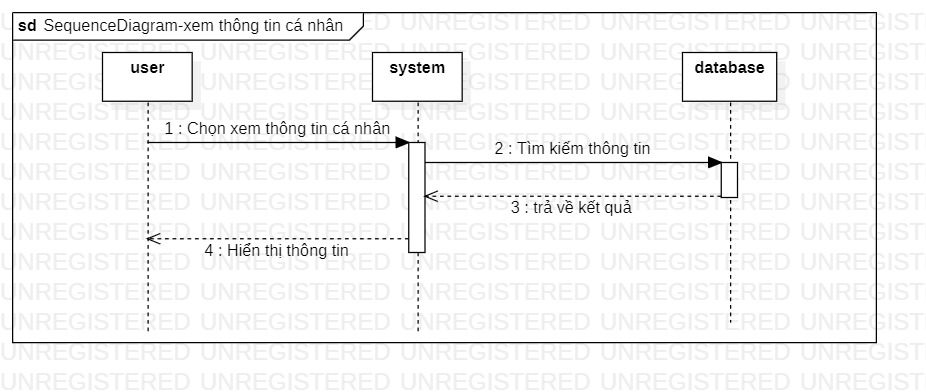 sd SequenceDiagram-xem thông tin cá nhân
user
system
database
1 : Chọn xem thông tin cá nhân
2 : Tìm kiếm thông tin
3 : trả về kết quả
4 : Hiển thị thông tin
UNREGISTERED UNREGISTERED UNREGISTERED UNREGISTERED UNREGIST